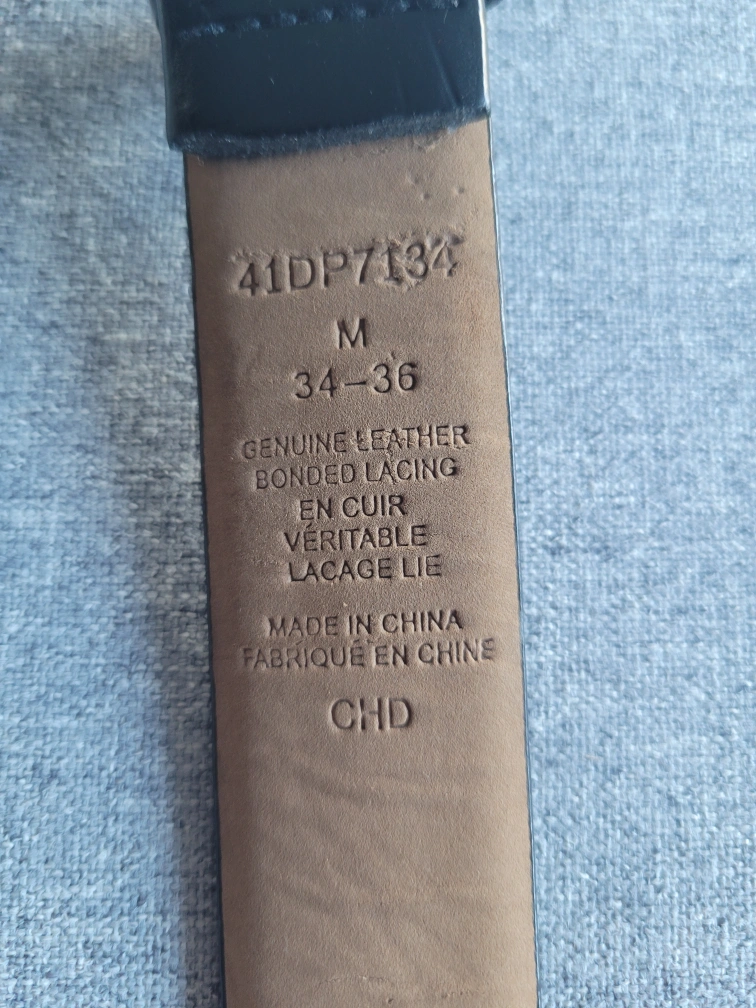 41DP7134
M
34-36
GENUINE LEATHER
BONDED LACING
EN CUIR
VÉRITABLE
LACAGE LIE
MADE IN CHINA
FABRIQUÉ EN CHINE
CHD